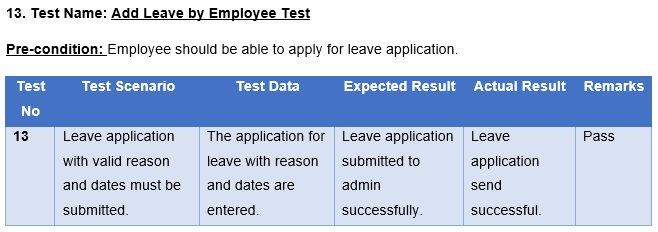 13. Test Name: Add Leave by Employee Test
Pre-condition: Employee should be able to apply for leave application.
Test No | Test Scenario | Test Data | Expected Result | Actual Result | Remarks
13 | Leave application with valid reason and dates must be submitted. | The application for leave with reason and dates are entered. | Leave application submitted to admin successfully. | Leave application send successful. | Pass